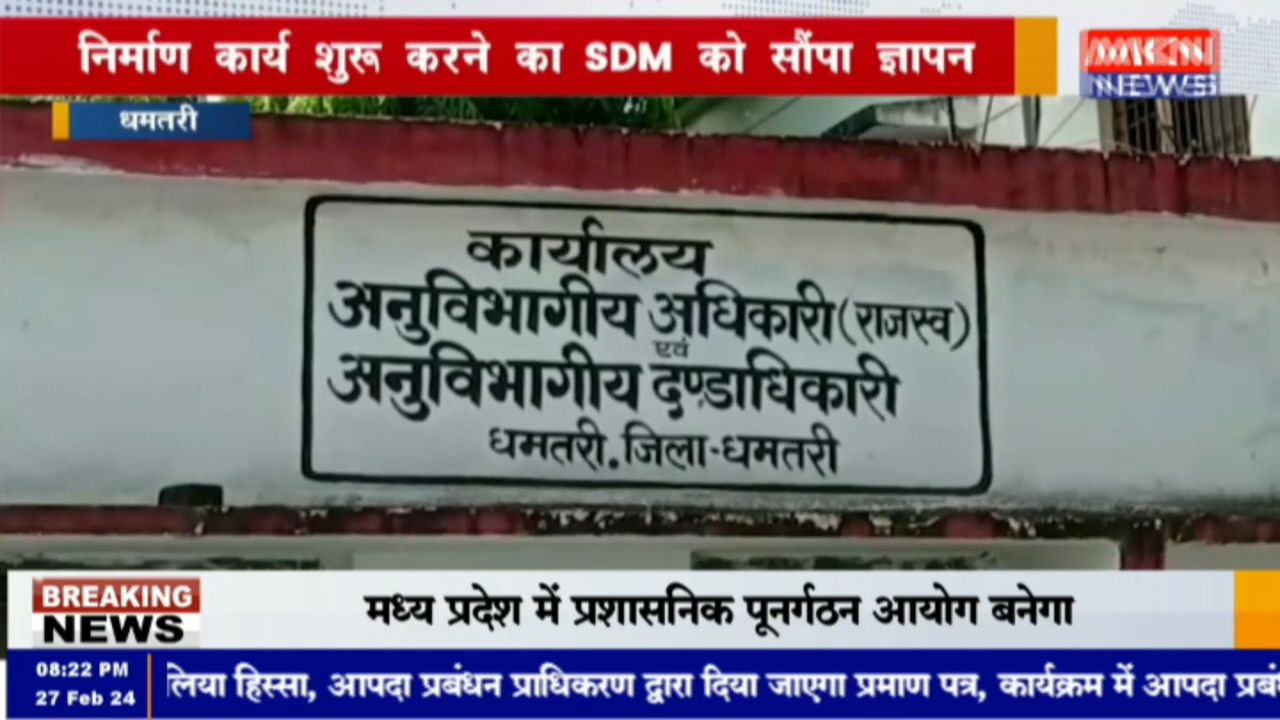 निर्माण कार्य शुरू करने का SDM को सौंपा ज्ञापन
NEWS
धमतरी
कार्यालय
अनुविभागीय अधिकारी (राजस्व)
एवं
अनुविभागीय दण्डाधिकारी
धमतरी. जिला-धमतरी
BREAKING
NEWS
मध्य प्रदेश में प्रशासनिक पूनर्गठन आयोग बनेगा
08:22 PM
27 Feb 24
लिया हिस्सा, आपदा प्रबंधन प्राधिकरण द्वारा दिया जाएगा प्रमाण पत्र, कार्यक्रम में आपदा प्रबं